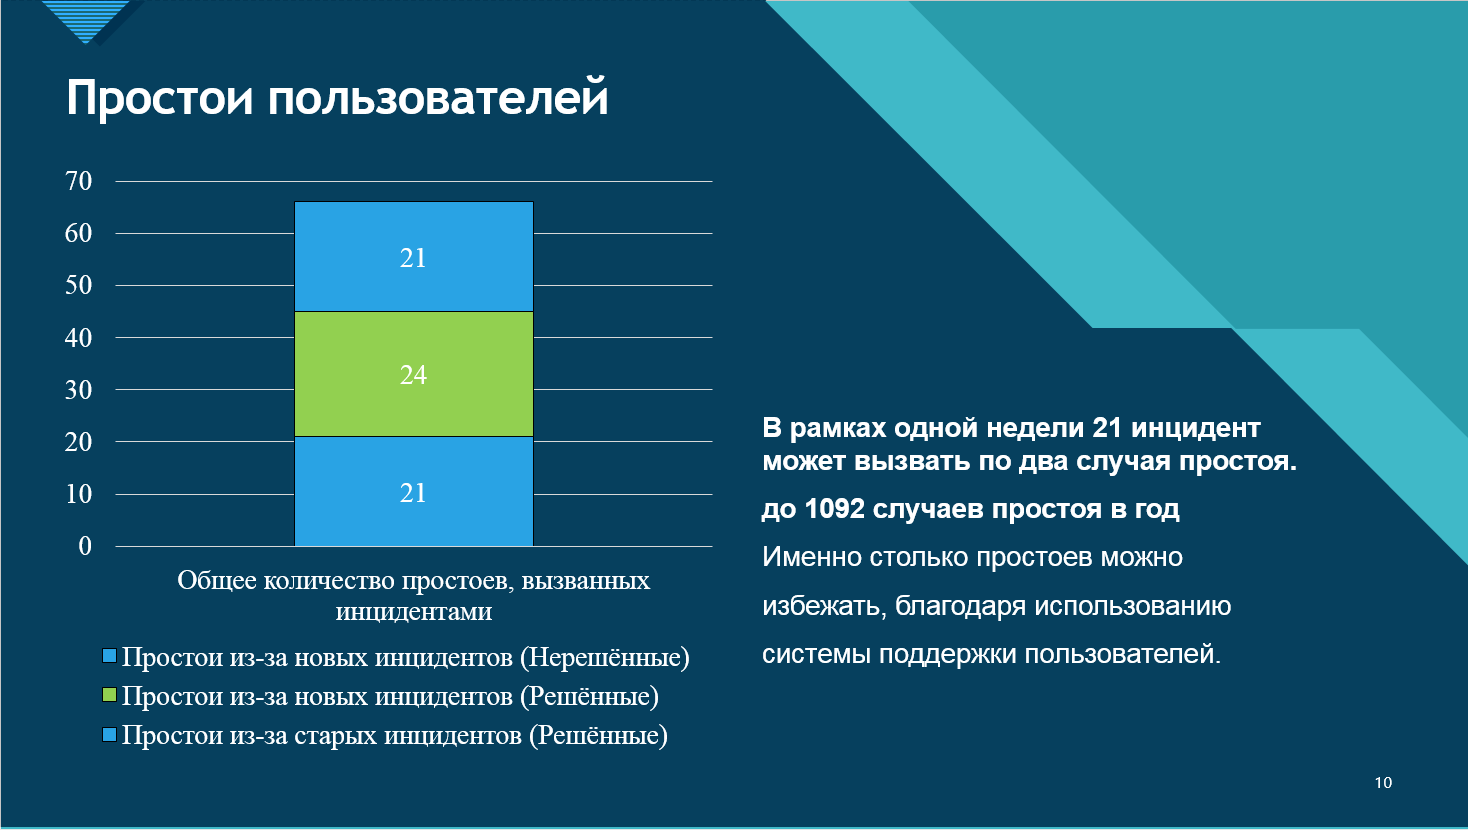 Простои пользователей
70
60
50
40
30
20
10
0
21
24
21
Общее количество простоев, вызванных
инцидентами
Простои из-за новых инцидентов (Нерешённые)
Простои из-за новых инцидентов (Решённые)
Простои из-за старых инцидентов (Решённые)
В рамках одной недели 21 инцидент
может вызвать по два случая простоя.
до 1092 случаев простоя в год
Именно столько простоев можно
избежать, благодаря использованию
системы поддержки пользователей.
10